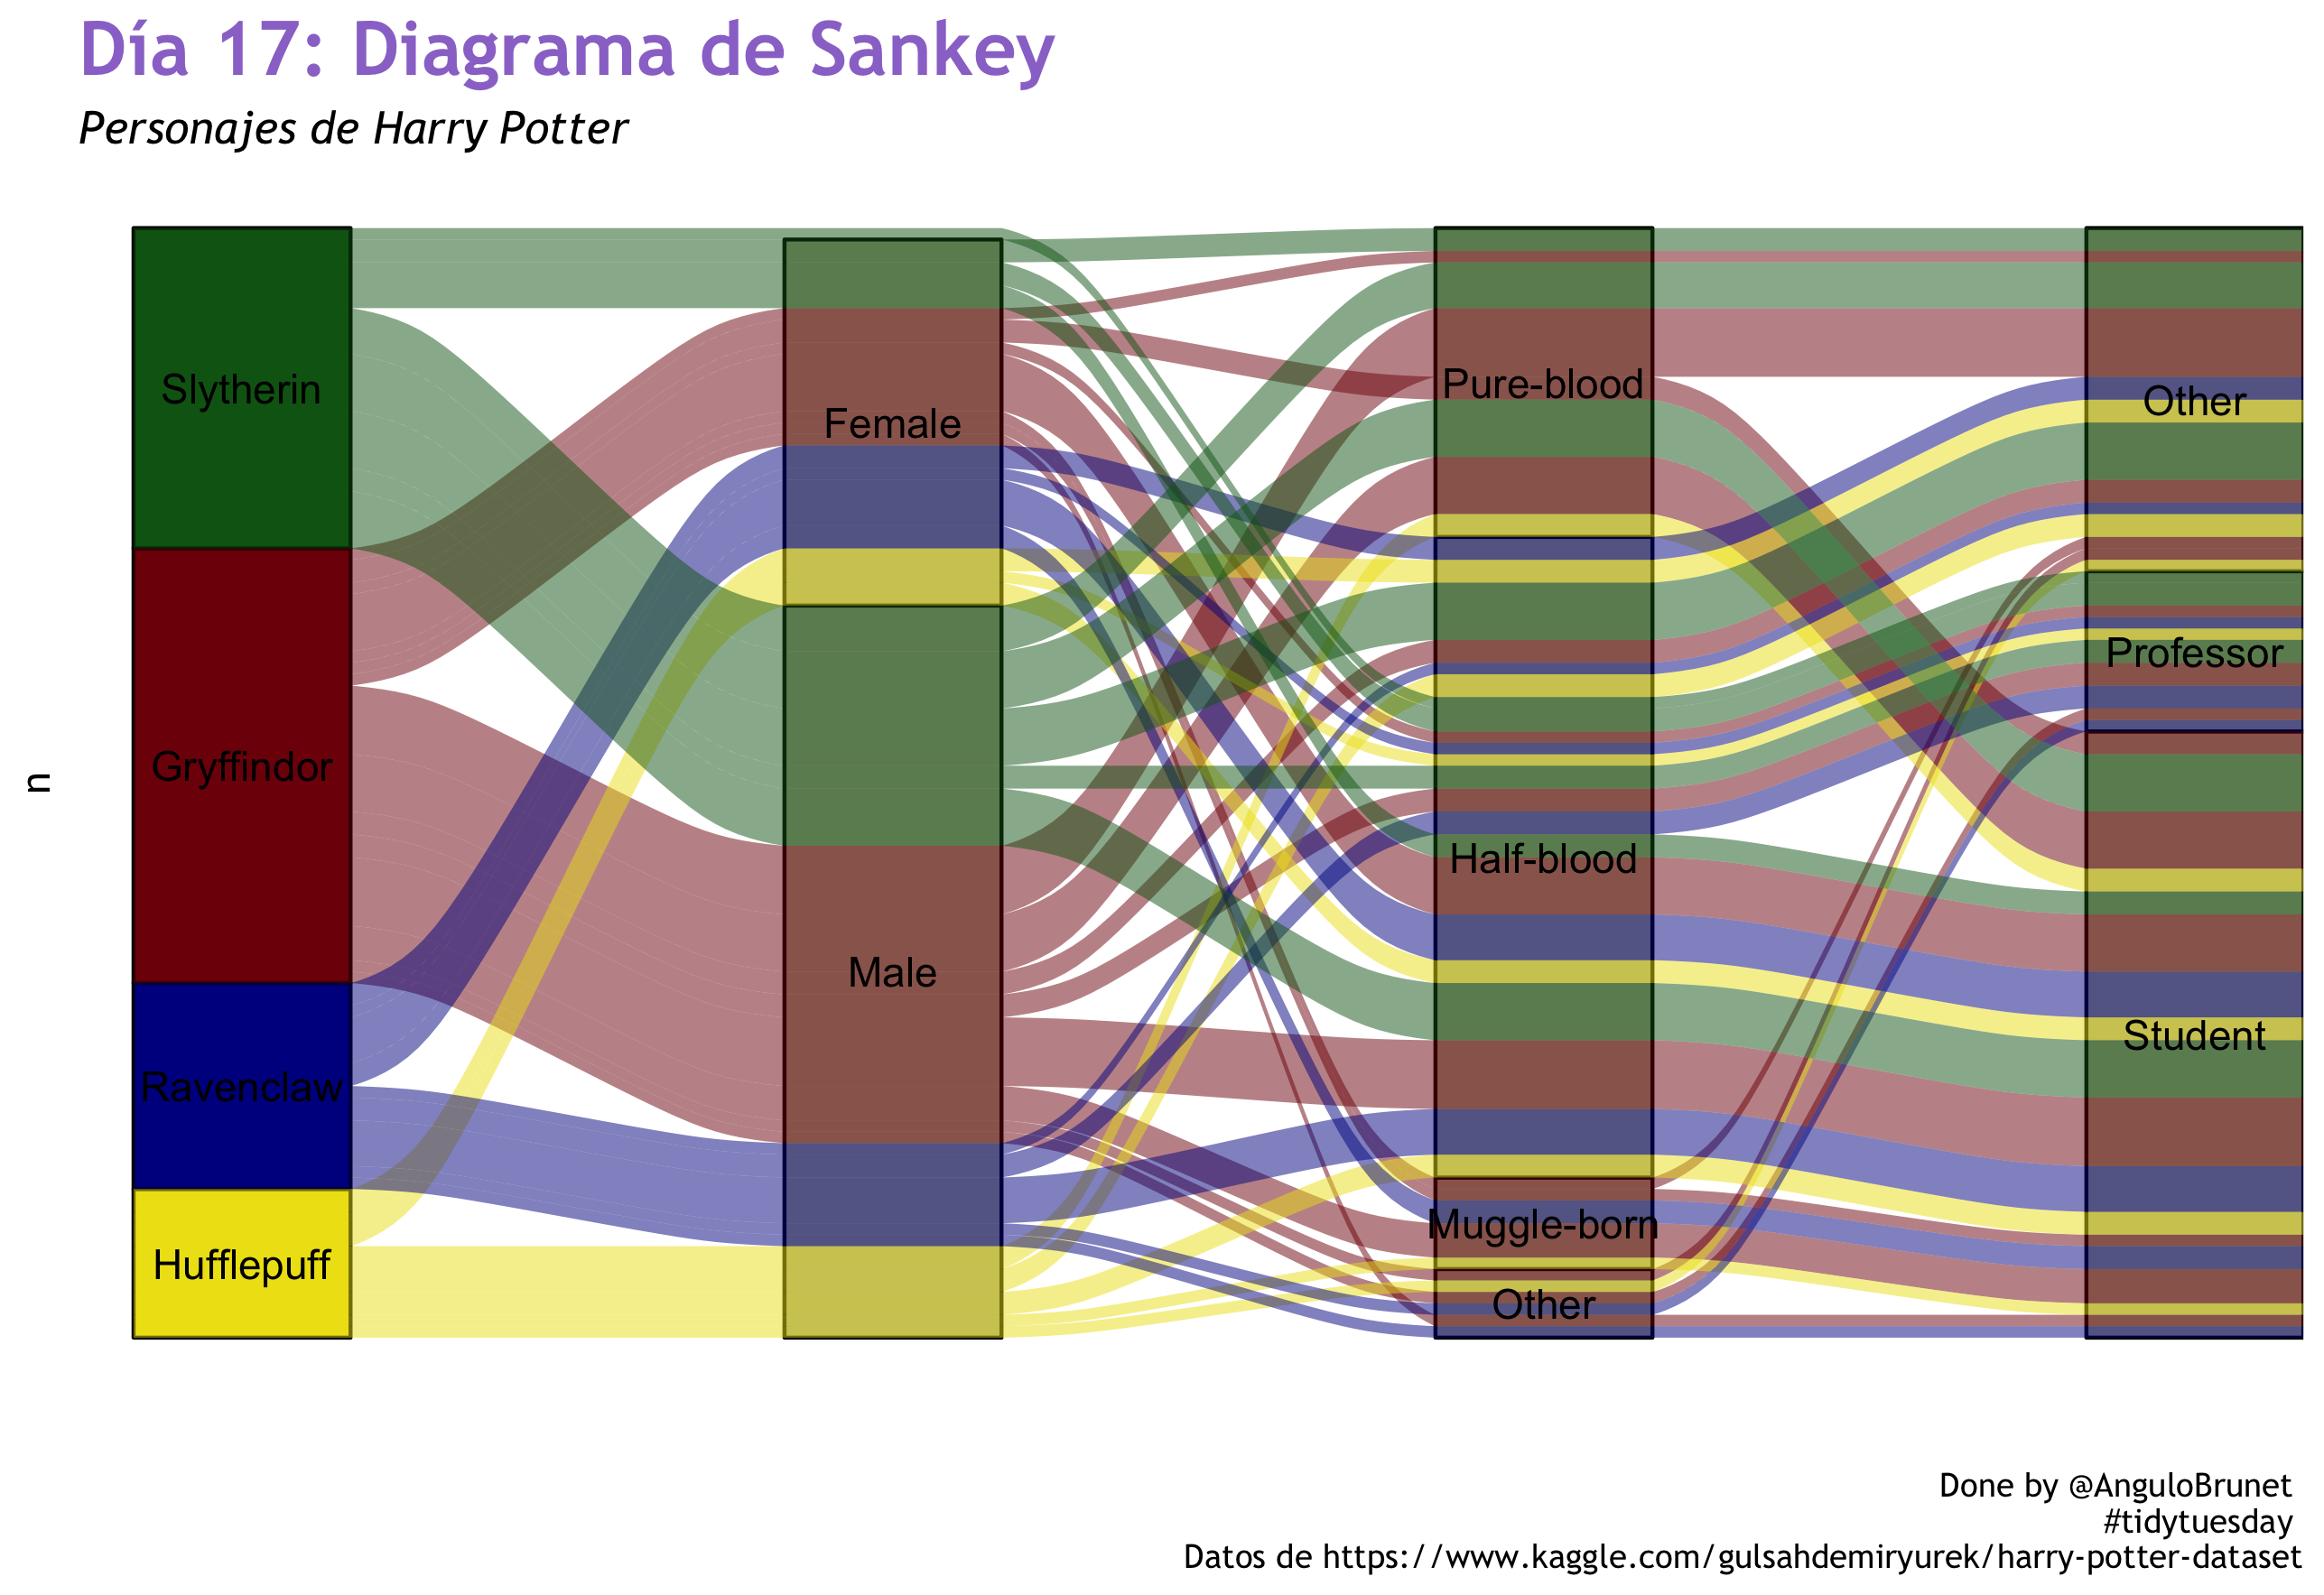 Día 17: Diagrama de Sankey
Personajes de Harry Potter
n
Slytherin
Gryffindor
Ravenclaw
Hufflepuff
Female
Male
Pure-blood
Half-blood
Muggle-born
Other
Other
Professor
Student
Done by @AnguloBrunet
#tidytuesday
Datos de https://www.kaggle.com/gulsahdemiryurek/harry-potter-dataset